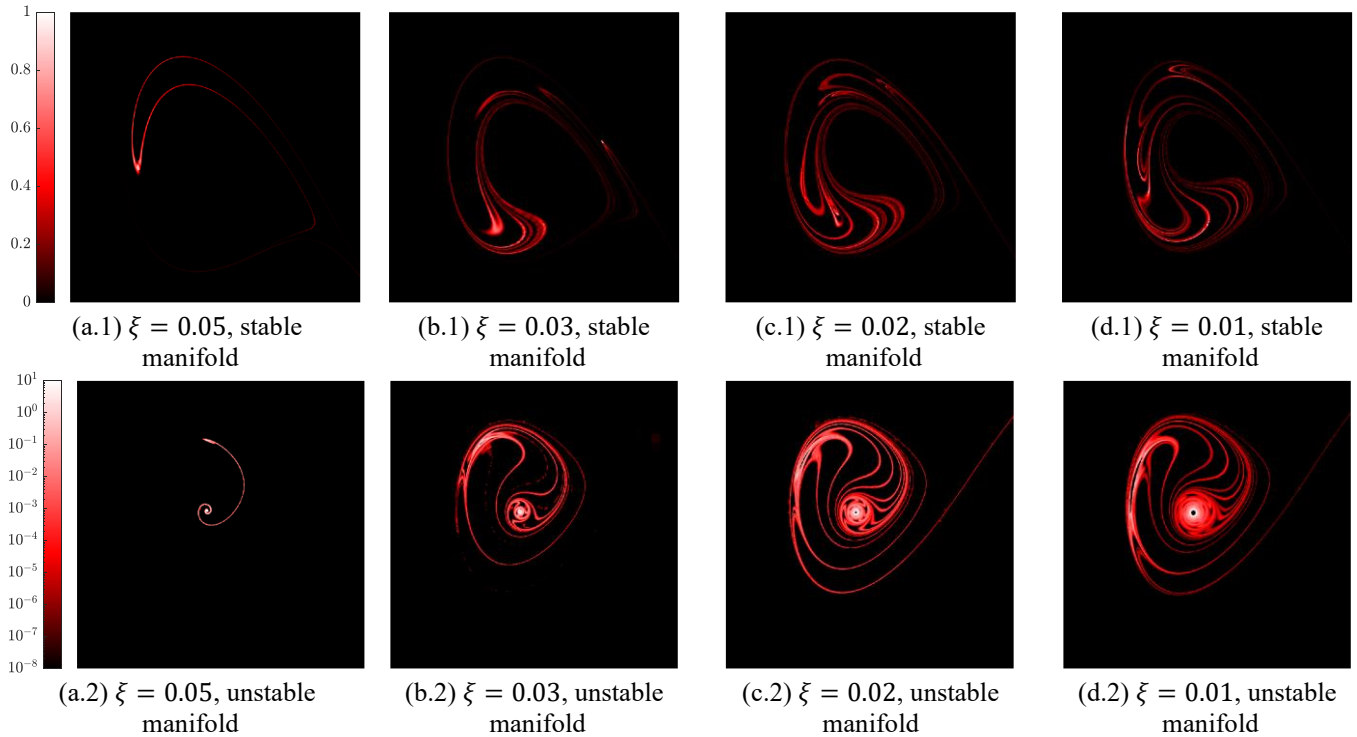 1
0.8
0.6
0.4
0.2
0
(a.1) ξ = 0.05, stable
manifold
(b.1) ξ = 0.03, stable
manifold
(c.1) ξ = 0.02, stable
manifold
(d.1) ξ = 0.01, stable
manifold
10¹
10⁰
10⁻¹
10⁻²
10⁻³
10⁻⁴
10⁻⁵
10⁻⁶
10⁻⁷
10⁻⁸
(a.2) ξ = 0.05, unstable
manifold
(b.2) ξ = 0.03, unstable
manifold
(c.2) ξ = 0.02, unstable
manifold
(d.2) ξ = 0.01, unstable
manifold